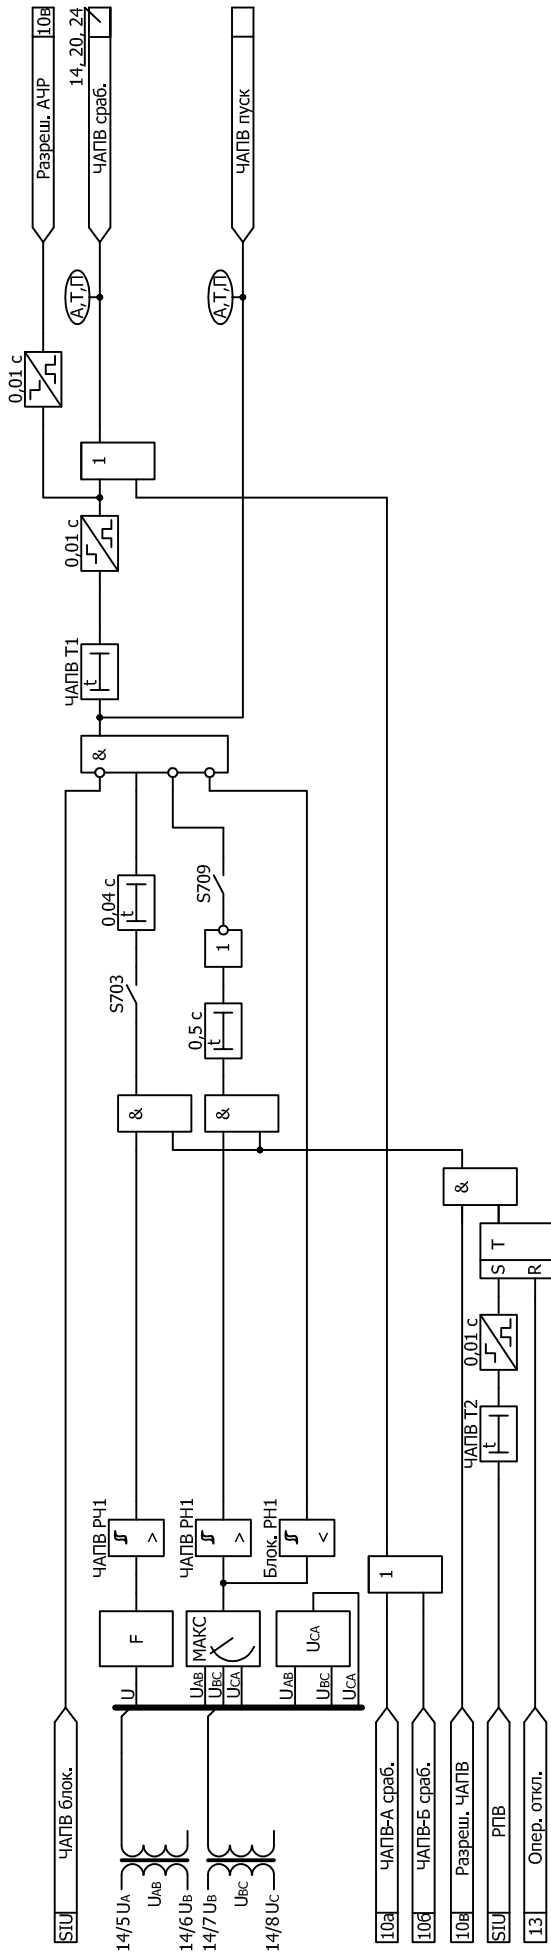 SIU ЧАПВ блок.
14/5 UA
UAB
14/6 UB
14/7 UB
UBC
14/8 UC
U
F
ЧАПВ РЧ1
>
&
S703
0,04 с
t
UAB
UBC
UCA
МАКС
ЧАПВ РН1
>
&
0,5 с
t
1
S709
UAB
UBC
UCA
UCA
Блок. РН1
<
&
ЧАПВ Т1
t
0,01 с
1
0,01 с
А,Т,П
А,Т,П
Разреш. АЧР 10в
ЧАПВ сраб.
14, 20, 24
ЧАПВ пуск
10а ЧАПВ-А сраб.
10б ЧАПВ-Б сраб.
1
10в Разреш. ЧАПВ
SIU РПВ
13 Опер. откл.
ЧАПВ Т2
t
0,01 с
S
R
T
&